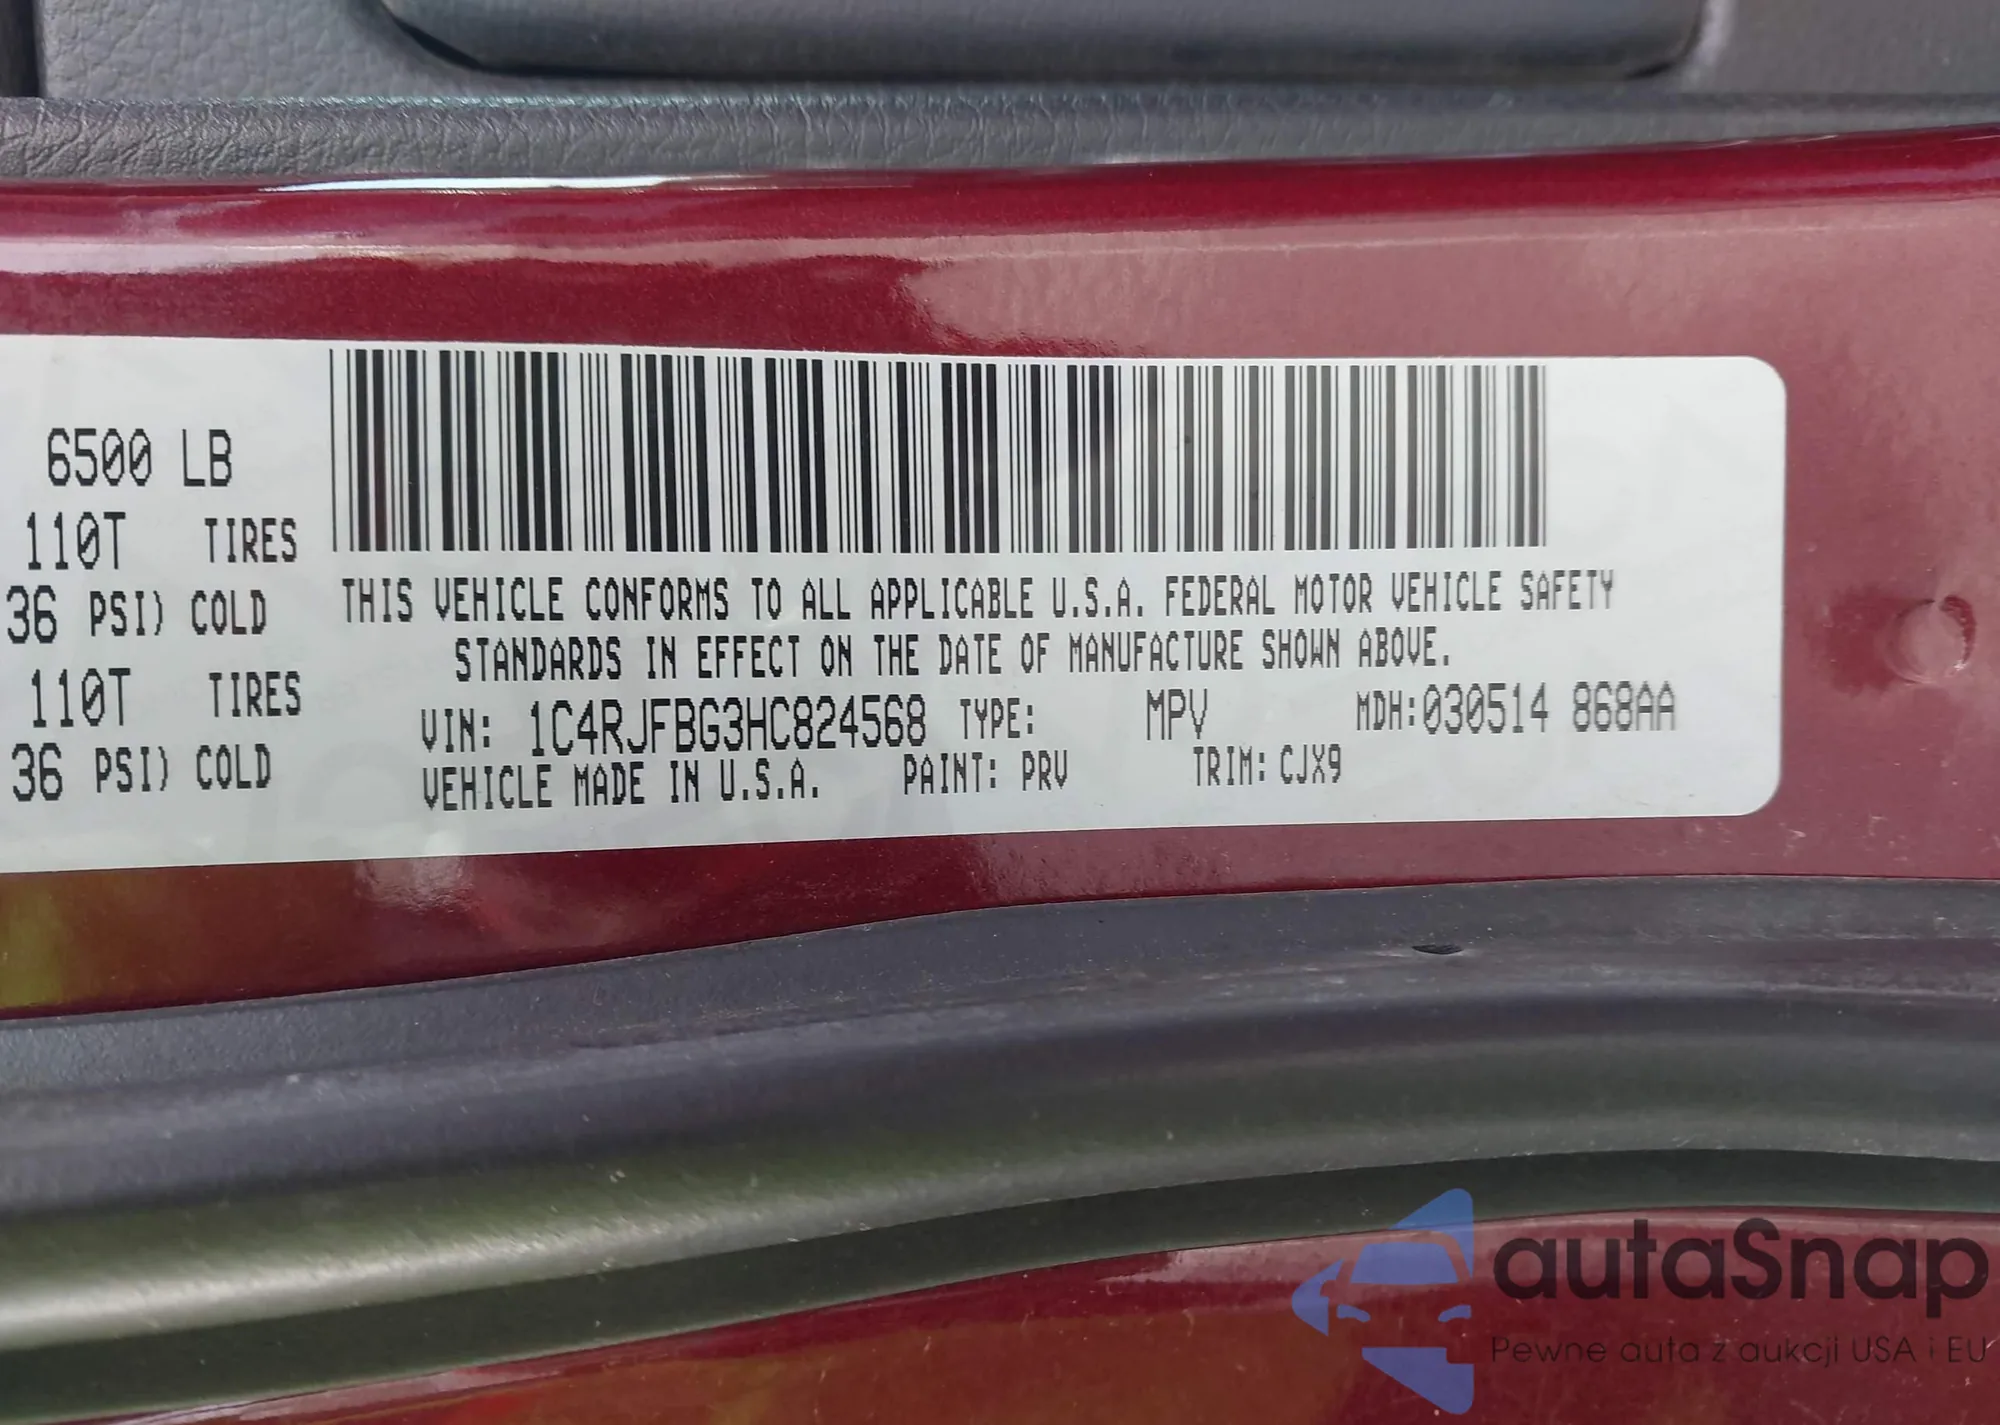 6500 LB
110T TIRES
36 PSI) COLD
110T TIRES
36 PSI) COLD
THIS VEHICLE CONFORMS TO ALL APPLICABLE U.S.A. FEDERAL MOTOR VEHICLE SAFETY
STANDARDS IN EFFECT ON THE DATE OF MANUFACTURE SHOWN ABOVE.
VIN: 1C4RJFBG3HC824568 TYPE: MPV MDH:030514 868AA
VEHICLE MADE IN U.S.A. PAINT: PRV TRIM: CJX9
autaSnap
Pewne auta z aukcji USA i EU